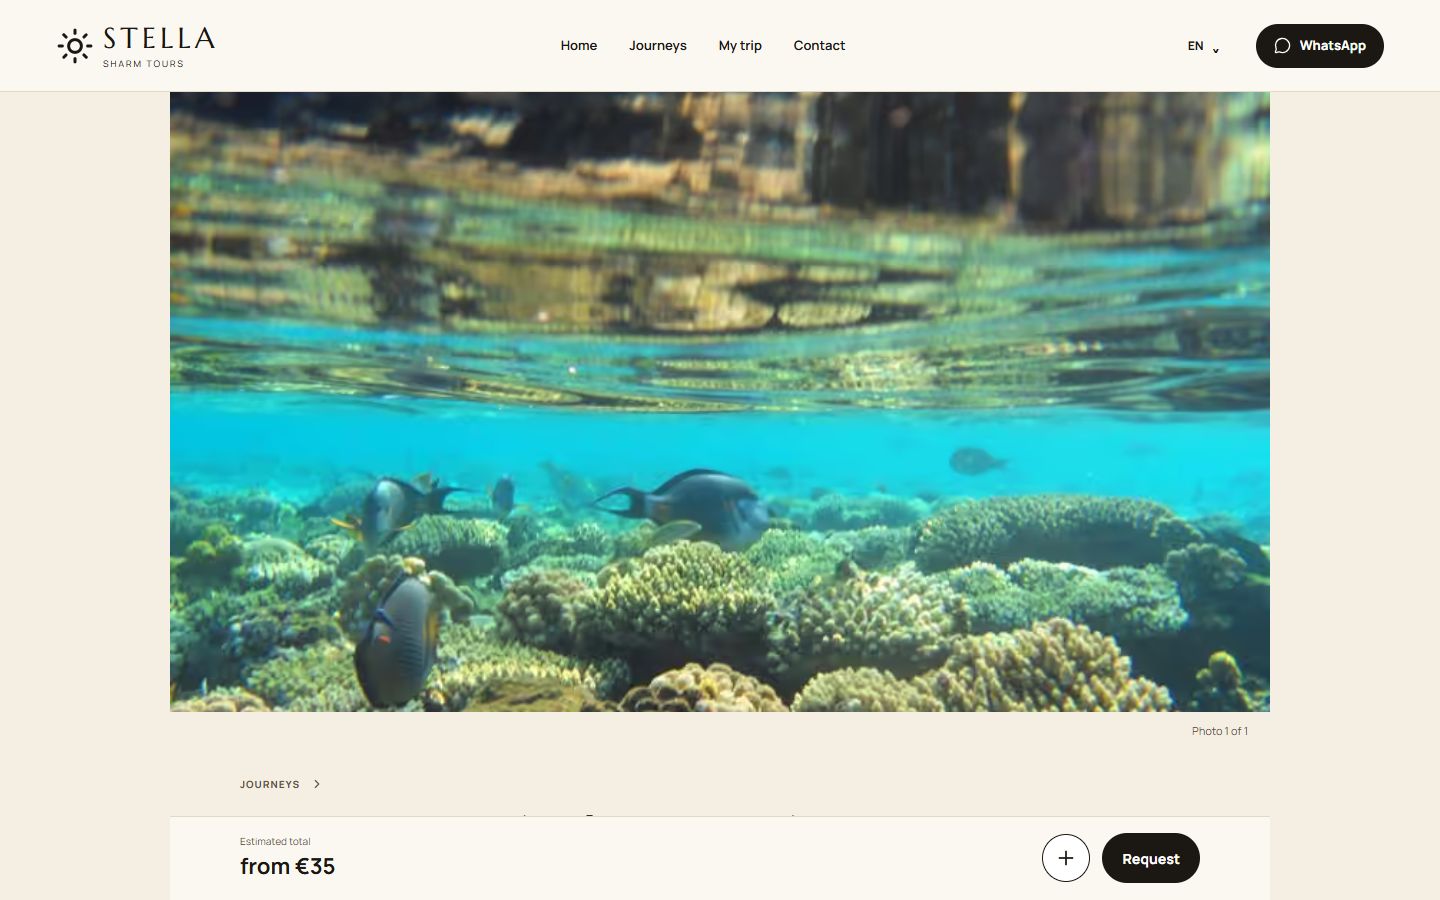 STELLA
SHARM TOURS
Home
Journeys
My trip
Contact
EN
WhatsApp
Photo 1 of 1
JOURNEYS
Estimated total
from €35
Request